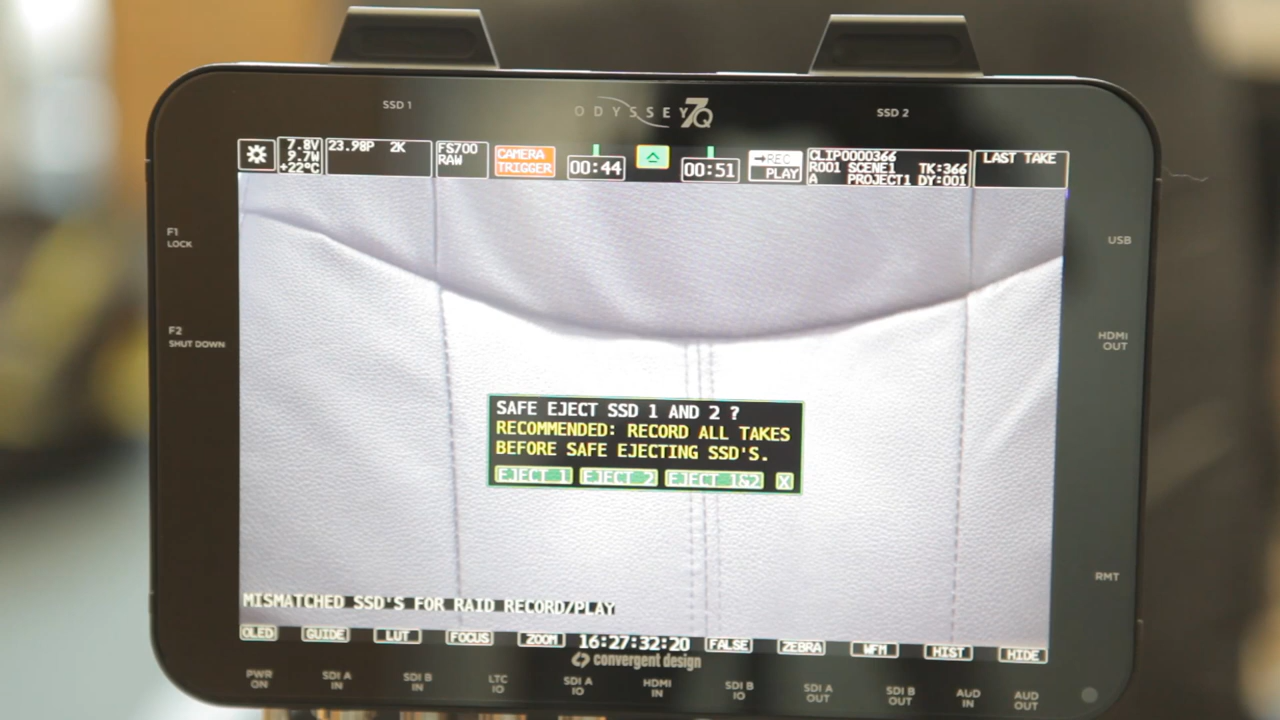 SSD 1
ODYSSEY7Q
SSD 2
7.8V
9.7W
+22°C
23.98P 2K
FS700
RAW
CAMERA
TRIGGER
00:44
00:51
→REC
PLAY
CLIP0000366
R001 SCENE1 TK:366
A PROJECT1 DY:001
LAST TAKE
F1
LOCK
USB
F2
SHUT DOWN
HDMI
OUT
SAFE EJECT SSD 1 AND 2 ?
RECOMMENDED: RECORD ALL TAKES
BEFORE SAFE EJECTING SSD'S.
EJECT 1 EJECT 2 EJECT 1&2 X
RMT
MISMATCHED SSD'S FOR RAID RECORD/PLAY
OLED GUIDE LUT FOCUS ZOOM 16:27:32:20 FALSE ZEBRA WFM HIST HIDE
convergent design
PWR
ON
SDI A
IN
SDI B
IN
LTC
IO
SDI A
IO
HDMI
IN
SDI B
IO
SDI A
OUT
SDI B
OUT
AUD
IN
AUD
OUT